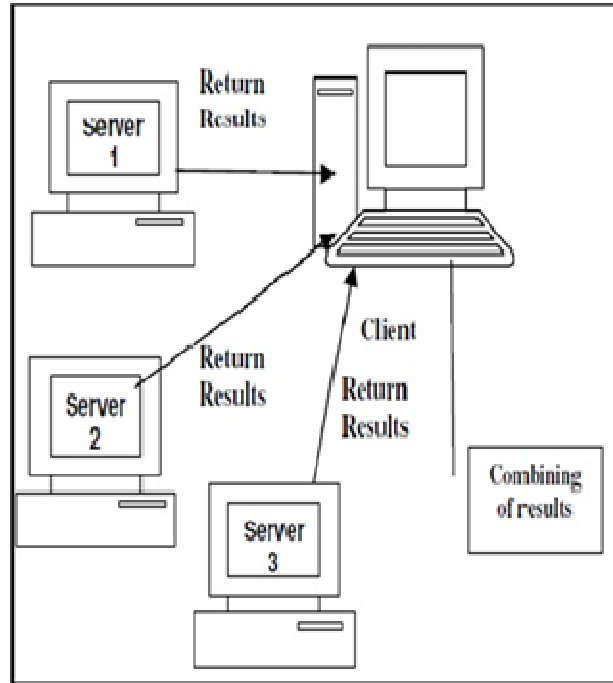 Return
Results
Server
1
Client
Return
Results
Return
Results
Server
2
Combining
of results
Server
3